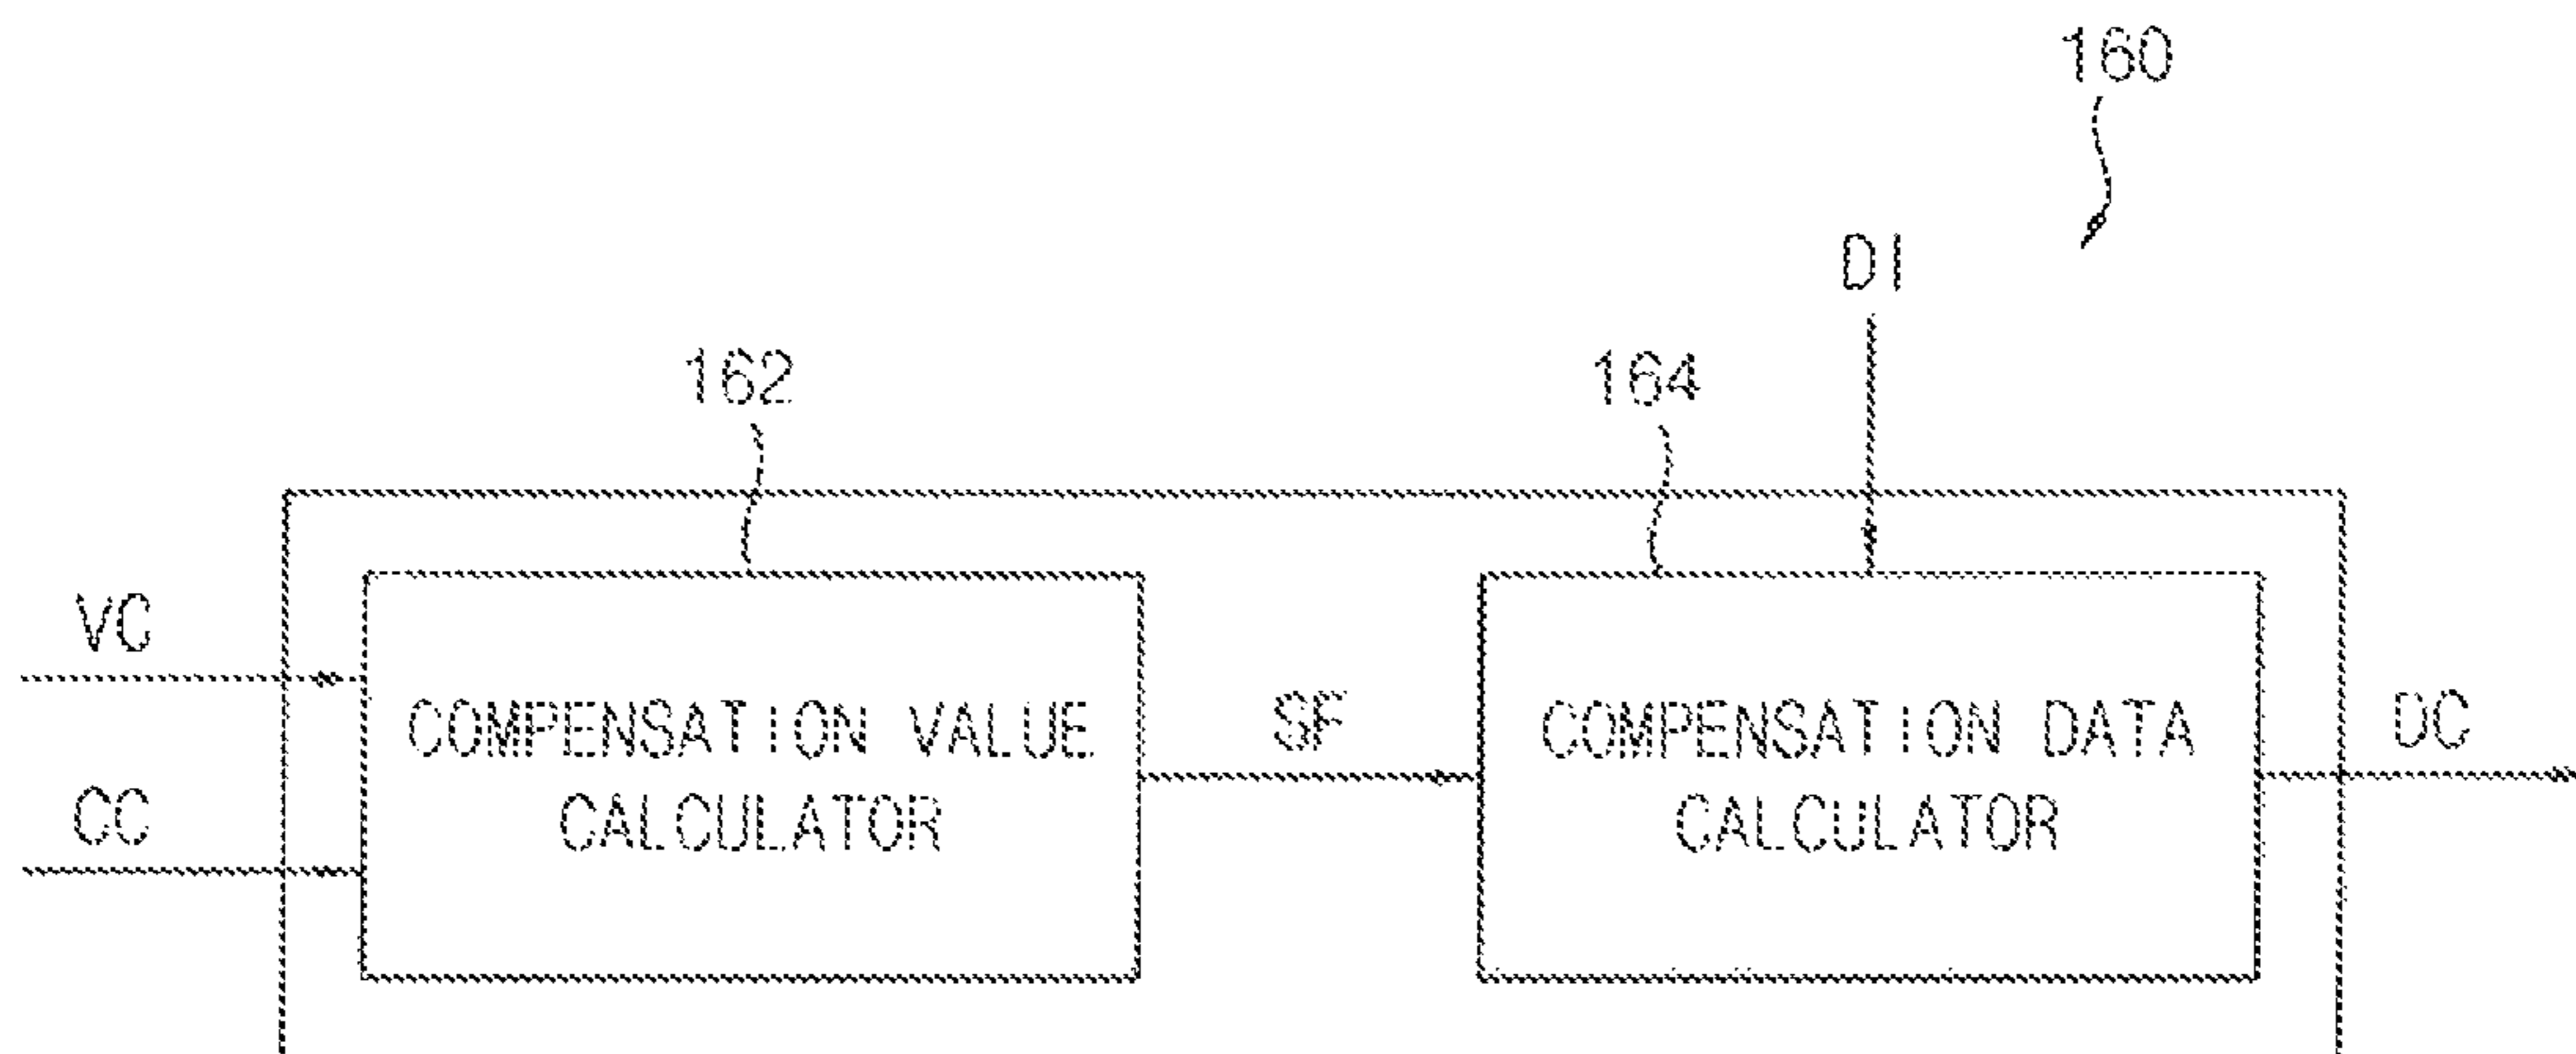 160
DI
162
164
VC
CC
COMPENSATION VALUE
CALCULATOR
SF
COMPENSATION DATA
CALCULATOR
DC